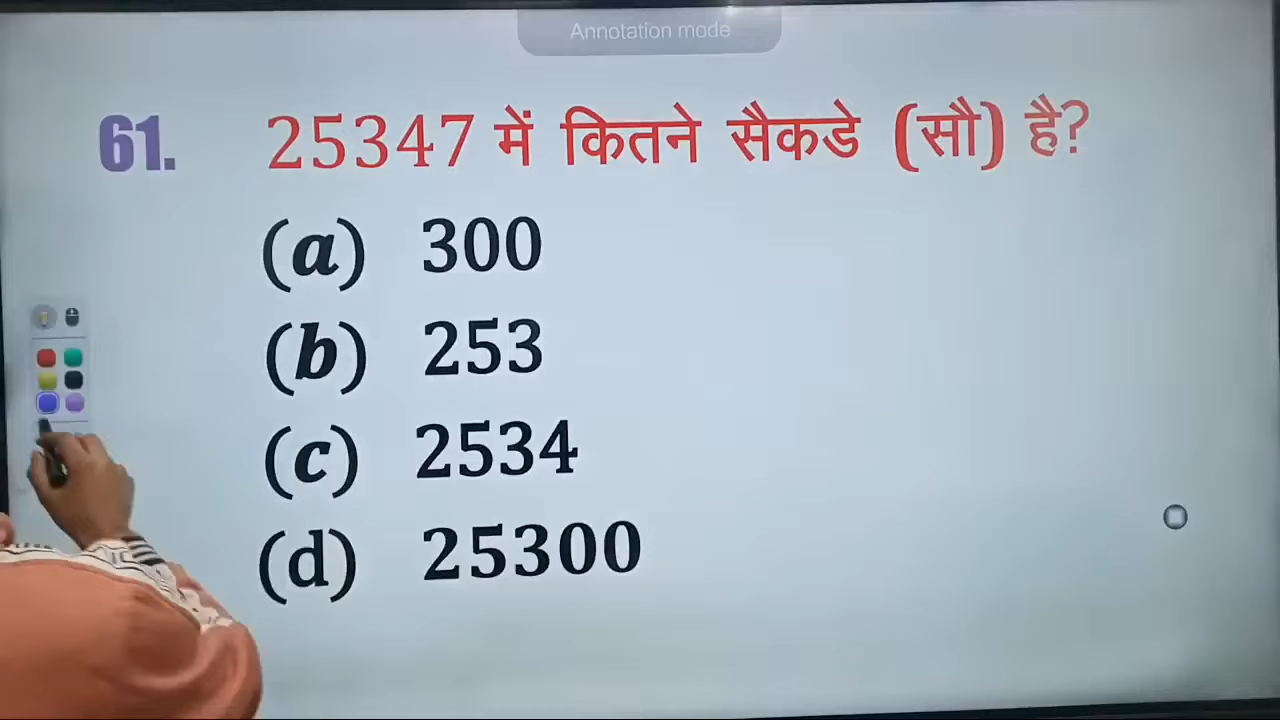 Annotation mode
61. 25347 में कितने सैकडे (सौ) है?
(a) 300
(b) 253
(c) 2534
(d) 25300